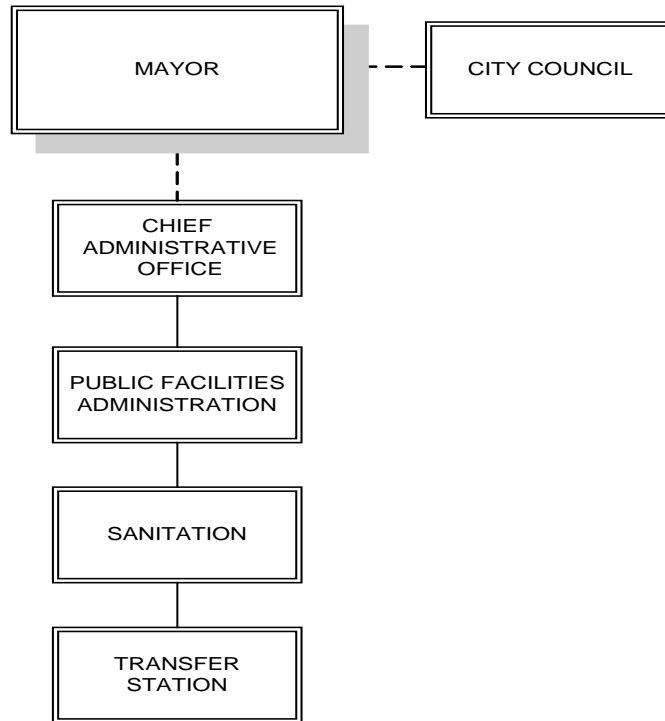 MAYOR
CITY COUNCIL
CHIEF
ADMINISTRATIVE
OFFICE
PUBLIC FACILITIES
ADMINISTRATION
SANITATION
TRANSFER
STATION